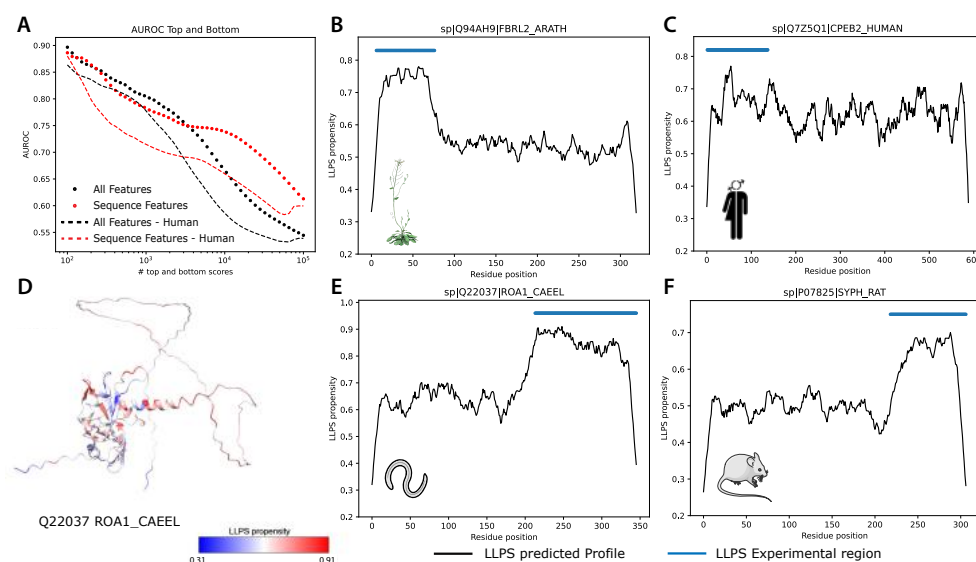 A
AUROC Top and Bottom
0.90
0.85
0.80
0.75
0.70
0.65
0.60
0.55
AUROC
All Features
Sequence Features
All Features - Human
Sequence Features - Human
10² 10³ 10⁴ 10⁵
# top and bottom scores
B
sp|Q94AH9|FBRL2_ARATH
0.8
0.7
0.6
0.5
0.4
0.3
0.2
LLPS propensity
0 50 100 150 200 250 300
Residue position
C
sp|Q7Z5Q1|CPEB2_HUMAN
0.8
0.7
0.6
0.5
0.4
0.3
0.2
LLPS propensity
0 100 200 300 400 500
Residue position
D
Q22037 ROA1_CAEEL
LLPS propensity
0.31
0.91
E
sp|Q22037|ROA1_CAEEL
1.0
0.9
0.8
0.7
0.6
0.5
0.4
0.3
0.2
LLPS propensity
0 50 100 150 200 250 300 350
Residue position
F
sp|P07825|SYPH_RAT
0.7
0.6
0.5
0.4
0.3
0.2
LLPS propensity
0 50 100 150 200 250 300
Residue position
LLPS predicted Profile
LLPS Experimental region